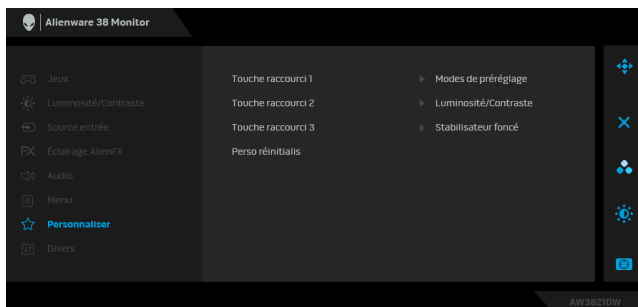 Alienware 38 Monitor
Jeux
Luminosité/Contraste
Source entrée
Éclairage AlienFX
Audio
Menu
Personnaliser
Divers
Touche raccourci 1 Modes de préréglage
Touche raccourci 2 Luminosité/Contraste
Touche raccourci 3 Stabilisateur foncé
Perso réinitialis
AW3821DW